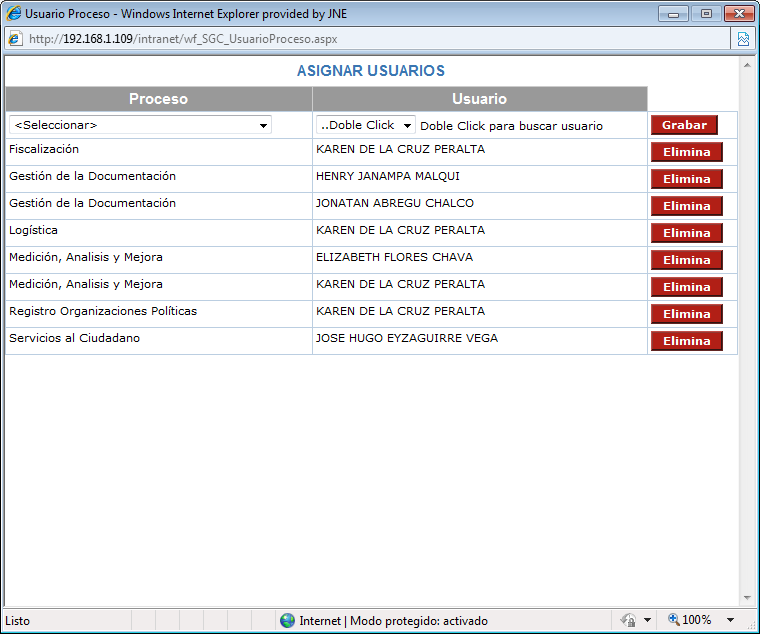 Usuario Proceso - Windows Internet Explorer provided by JNE
http://192.168.1.109/intranet/wf_SGC_UsuarioProceso.aspx
ASIGNAR USUARIOS
Proceso Usuario
<Seleccionar> ..Doble Click Doble Click para buscar usuario Grabar
Fiscalización KAREN DE LA CRUZ PERALTA Elimina
Gestión de la Documentación HENRY JANAMPA MALQUI Elimina
Gestión de la Documentación JONATAN ABREGU CHALCO Elimina
Logística KAREN DE LA CRUZ PERALTA Elimina
Medición, Analisis y Mejora ELIZABETH FLORES CHAVA Elimina
Medición, Analisis y Mejora KAREN DE LA CRUZ PERALTA Elimina
Registro Organizaciones Políticas KAREN DE LA CRUZ PERALTA Elimina
Servicios al Ciudadano JOSE HUGO EYZAGUIRRE VEGA Elimina
Listo Internet | Modo protegido: activado 100%